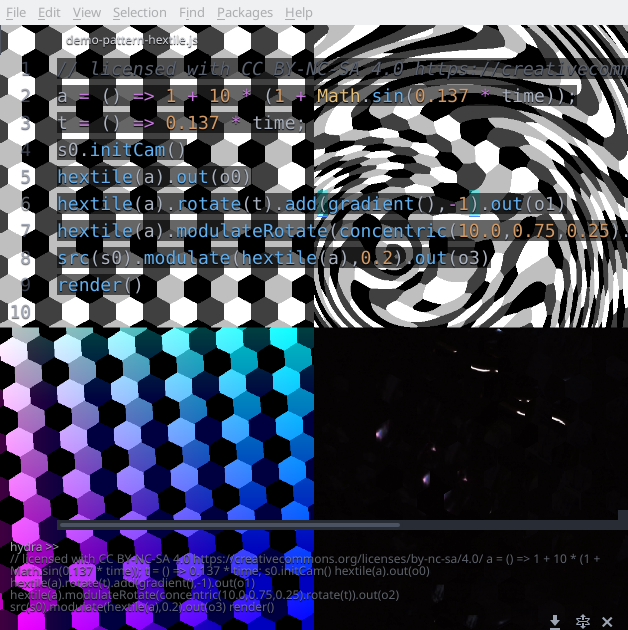 File Edit View Selection Find Packages Help
demo-pattern-hextile.js
1 // licensed with CC BY-NC-SA 4.0 https://creativecomm
2 a = () => 1 + 10 * (1 + Math.sin(0.137 * time));
3 t = () => 0.137 * time;
4 s0.initCam()
5 hextile(a).out(o0)
6 hextile(a).rotate(t).add(gradient(),-1).out(o1)
7 hextile(a).modulateRotate(concentric(10.0,0.75,0.25).
8 src(s0).modulate(hextile(a),0.2).out(o3)
9 render()
10
hydra >>
// licensed with CC BY-NC-SA 4.0 https://creativecommons.org/licenses/by-nc-sa/4.0/ a = () => 1 + 10 * (1 +
Math.sin(0.137 * time)); t = () => 0.137 * time; s0.initCam() hextile(a).out(o0)
hextile(a).rotate(t).add(gradient(),-1).out(o1)
hextile(a).modulateRotate(concentric(10.0,0.75,0.25).rotate(t)).out(o2)
src(s0).modulate(hextile(a),0.2).out(o3) render()